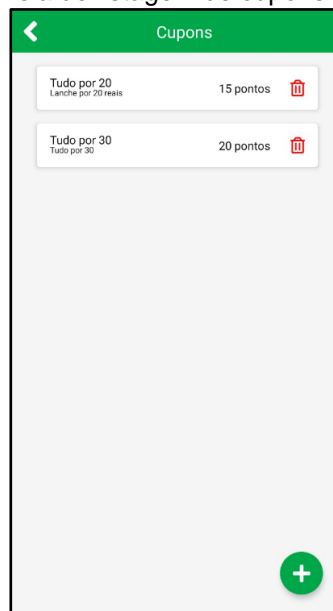 Cupons
Tudo por 20
Lanche por 20 reais
15 pontos
Tudo por 30
Tudo por 30
20 pontos